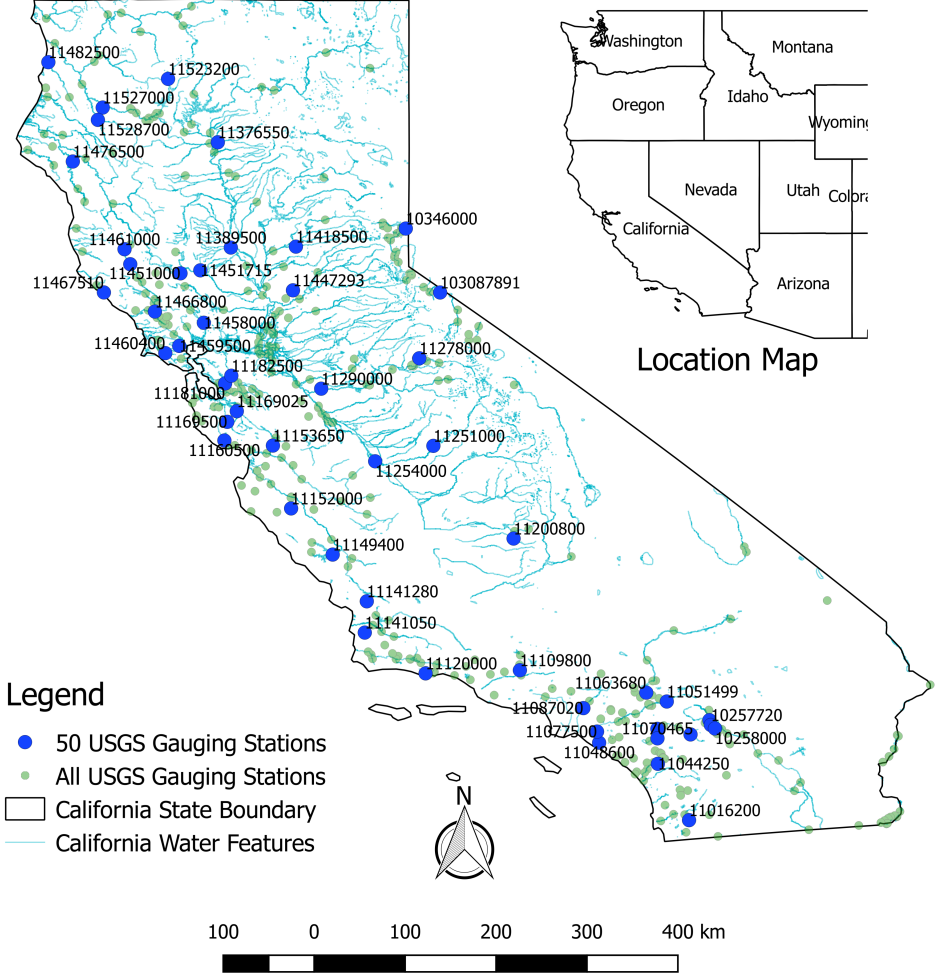 11482500
11523200
11527000
11528700
11376550
11476500
10346000
11461000
11389500
11418500
11451000
11451715
11467510
11447293
103087891
11466800
11458000
11460400
11459500
11278000
11182500
11290000
11181000
11169025
11169500
11153650
11251000
11160500
11254000
11152000
11200800
11149400
11141280
11141050
11120000
11109800
11063680
11051499
11087020
11070465
10257720
11077500
10258000
11048600
11044250
11016200
Washington
Montana
Oregon
Idaho
Wyoming
Nevada
Utah
Colora
California
Arizona
Location Map
Legend
50 USGS Gauging Stations
All USGS Gauging Stations
California State Boundary
California Water Features
N
100 0 100 200 300 400 km